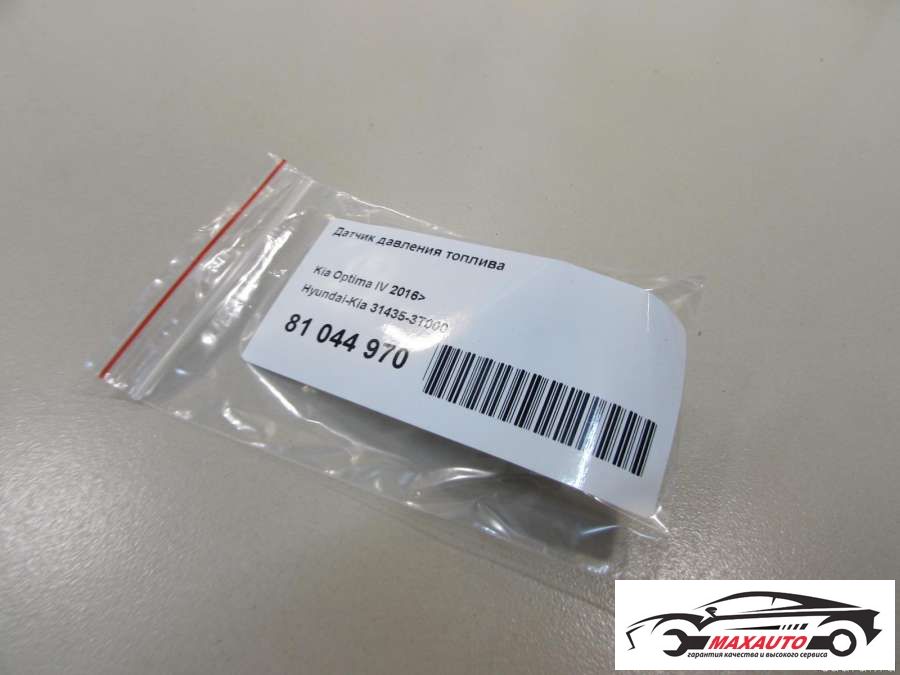 Датчик давления топлива
Kia Optima IV 2016>
Hyundai-Kia 31435-3T000
81 044 970
MAXAUTO
гарантия качества и высокого сервиса